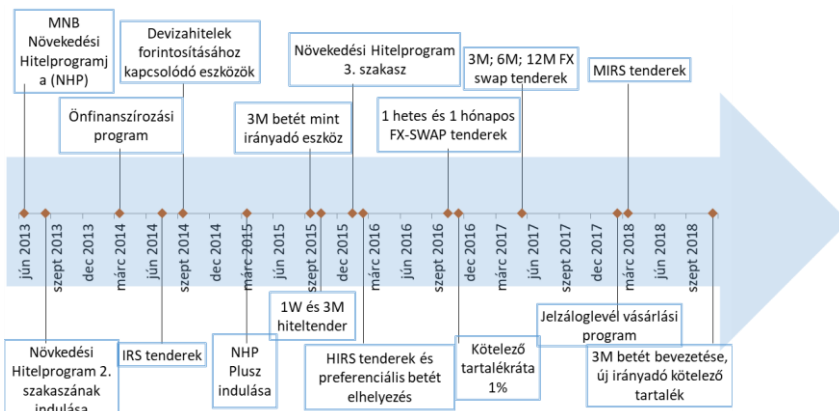 MNB
Növekedési
Hitelprogramj
a (NHP)
Devizahitelek
forintosításához
kapcsolódó eszközök
Növekedési Hitelprogram
3. szakasz
3M; 6M; 12M FX
swap tenderek
MIRS tenderek
Önfinanszírozási
program
3M betét mint
irányadó eszköz
1 hetes és 1 hónapos
FX-SWAP tenderek
jún 2013
szept 2013
dec 2013
márc 2014
jún 2014
szept 2014
dec 2014
márc 2015
jún 2015
szept 2015
dec 2015
márc 2016
jún 2016
szept 2016
dec 2016
márc 2017
jún 2017
szept 2017
dec 2017
márc 2018
jún 2018
szept 2018
1W és 3M
hiteltender
Jelzáloglevél vásárlási
program
Növkedési
Hitelprogram 2.
szakaszának
indulása
IRS tenderek
NHP
Plusz
indulása
HIRS tenderek és
preferenciális betét
elhelyezés
Kötelező
tartalékráta
1%
3M betét bevezetése,
új irányadó kötelező
tartalék